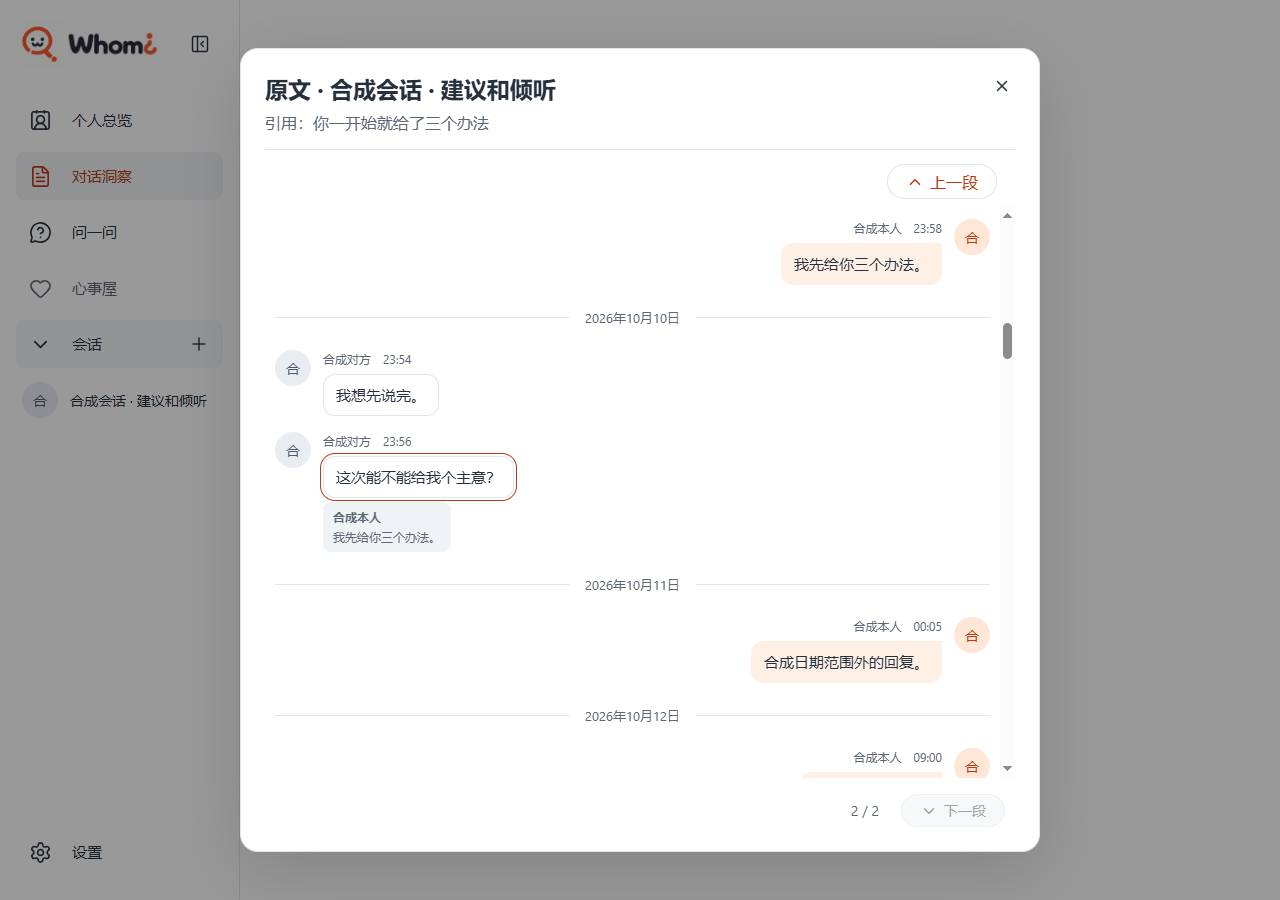 Whomi
个人总览
对话洞察
问一问
心事屋
会话
合
合成会话 · 建议和倾听
设置
原文 · 合成会话 · 建议和倾听
引用：你一开始就给了三个办法
上一段
合成本人 23:58
合
我先给你三个办法。
2026年10月10日
合
合成对方 23:54
我想先说完。
合
合成对方 23:56
这次能不能给我个主意？
合成本人
我先给你三个办法。
2026年10月11日
合成本人 00:05
合
合成日期范围外的回复。
2026年10月12日
合成本人 09:00
合
2 / 2
下一段